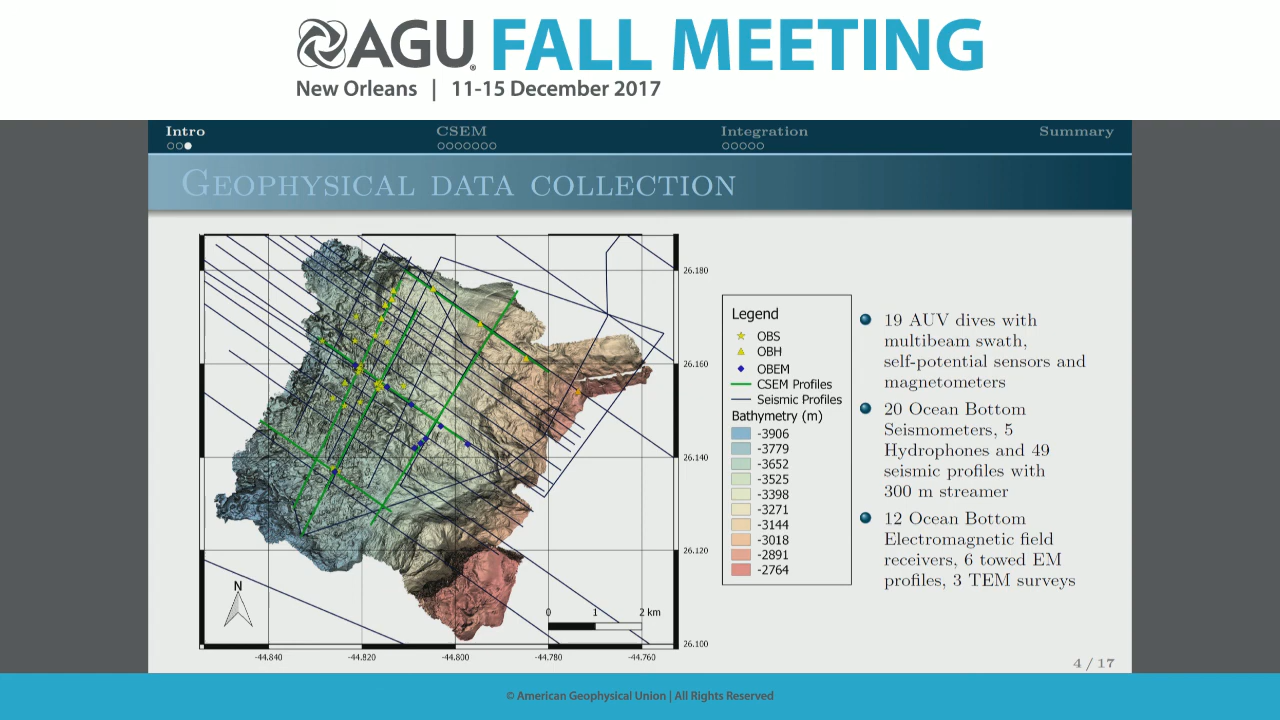 AGU FALL MEETING
New Orleans | 11-15 December 2017
Intro CSEM Integration Summary
Geophysical data collection
26.180
26.160
26.140
26.120
26.100
-44.840 -44.820 -44.800 -44.780 -44.760
N
0 1 2 km
Legend
OBS
OBH
OBEM
CSEM Profiles
Seismic Profiles
Bathymetry (m)
-3906
-3779
-3652
-3525
-3398
-3271
-3144
-3018
-2891
-2764
19 AUV dives with
multibeam swath,
self-potential sensors and
magnetometers
20 Ocean Bottom
Seismometers, 5
Hydrophones and 49
seismic profiles with
300 m streamer
12 Ocean Bottom
Electromagnetic field
receivers, 6 towed EM
profiles, 3 TEM surveys
4 / 17
© American Geophysical Union | All Rights Reserved